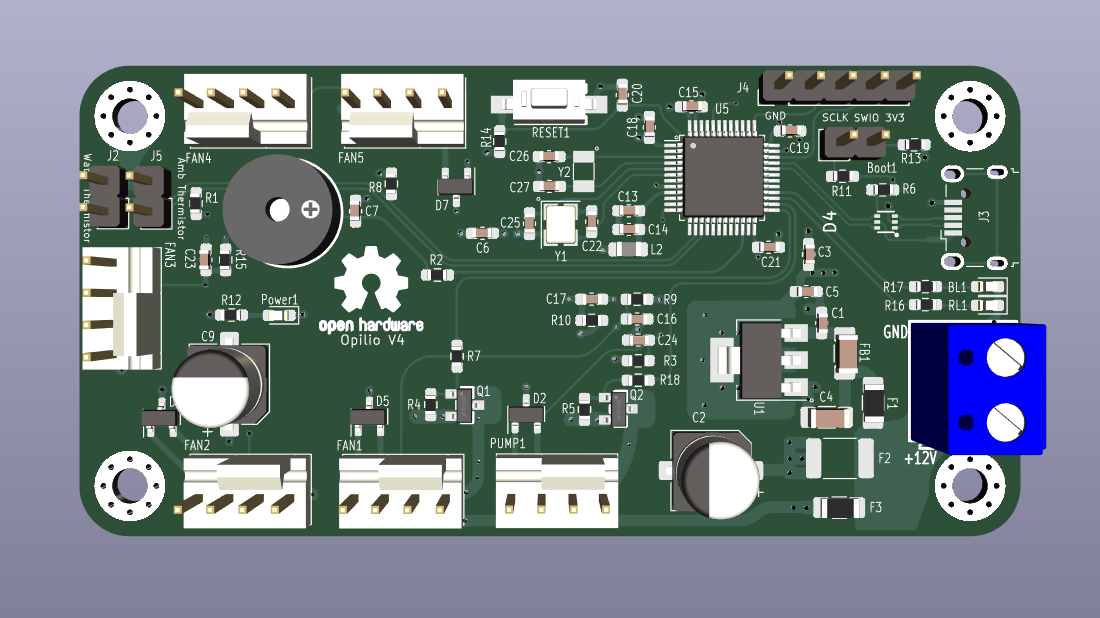 J4
C20
C15
U5
GND
SCLK SWIO 3V3
RESET1
C18
C19
R14
FAN4
FAN5
J2
J5
Amb Thermistor
Thermistor
C26
Y2
C27
R13
Boot1
R11
R6
R1
R8
D7
C7
C13
C14
C25
C22
C6
Y1
L2
D4
J3
C21
C3
FAN3
C23
R15
R2
R17
BL1
R16
RL1
C5
C17
R9
R12
Power1
open hardware
Opilio V4
R10
C16
C1
C24
GND
C9
R7
R3
R18
FB1
U1
F1
D5
R4
Q1
D2
R5
Q2
C2
C4
FAN2
FAN1
PUMP1
F2
+12V
F3